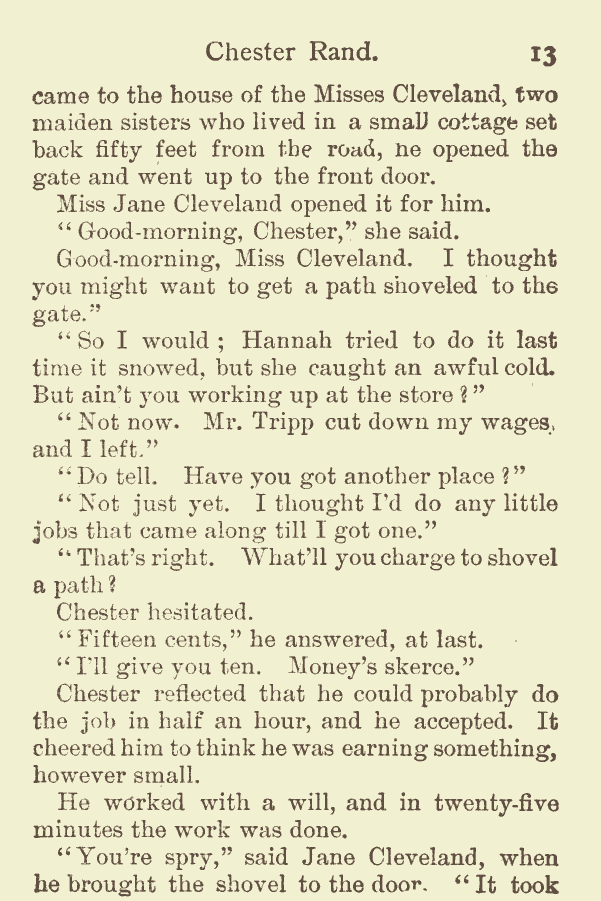 Chester Rand. 13
came to the house of the Misses Cleveland, two
maiden sisters who lived in a small cottage set
back fifty feet from the road, he opened the
gate and went up to the front door.
Miss Jane Cleveland opened it for him.
“Good-morning, Chester,” she said.
Good-morning, Miss Cleveland. I thought
you might want to get a path shoveled to the
gate.”
“So I would; Hannah tried to do it last
time it snowed, but she caught an awful cold.
But ain't you working up at the store?”
“Not now. Mr. Tripp cut down my wages,
and I left.”
“Do tell. Have you got another place?”
“Not just yet. I thought I'd do any little
jobs that came along till I got one.”
“That's right. What'll you charge to shovel
a path?
Chester hesitated.
“Fifteen cents,” he answered, at last.
“I'll give you ten. Money's skerce.”
Chester reflected that he could probably do
the job in half an hour, and he accepted. It
cheered him to think he was earning something,
however small.
He worked with a will, and in twenty-five
minutes the work was done.
“You're spry,” said Jane Cleveland, when
he brought the shovel to the door. “It took